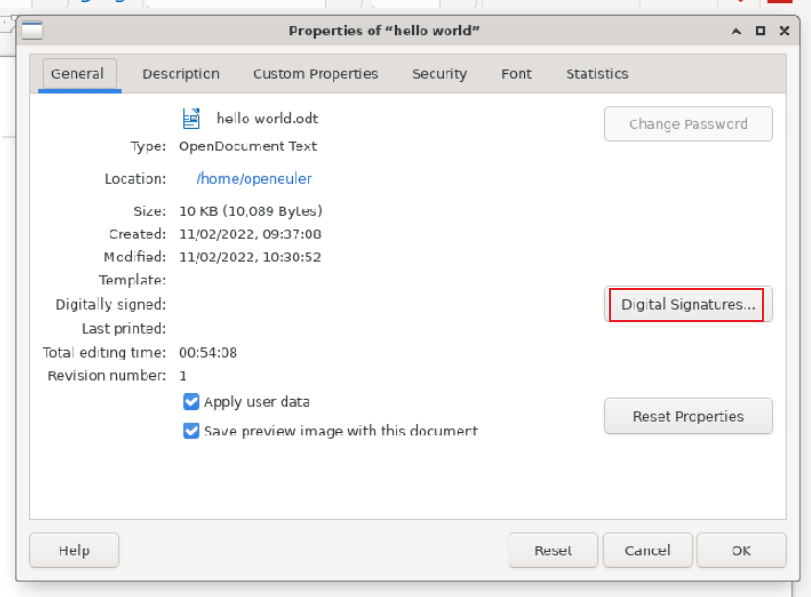 Properties of “hello world”
General Description Custom Properties Security Font Statistics
hello world.odt
Change Password
Type: OpenDocument Text
Location: /home/openeuler
Size: 10 KB (10,089 Bytes)
Created: 11/02/2022, 09:37:08
Modified: 11/02/2022, 10:30:52
Template:
Digitally signed:
Digital Signatures...
Last printed:
Total editing time: 00:54:08
Revision number: 1
Apply user data
Reset Properties
Save preview image with this document
Help Reset Cancel OK